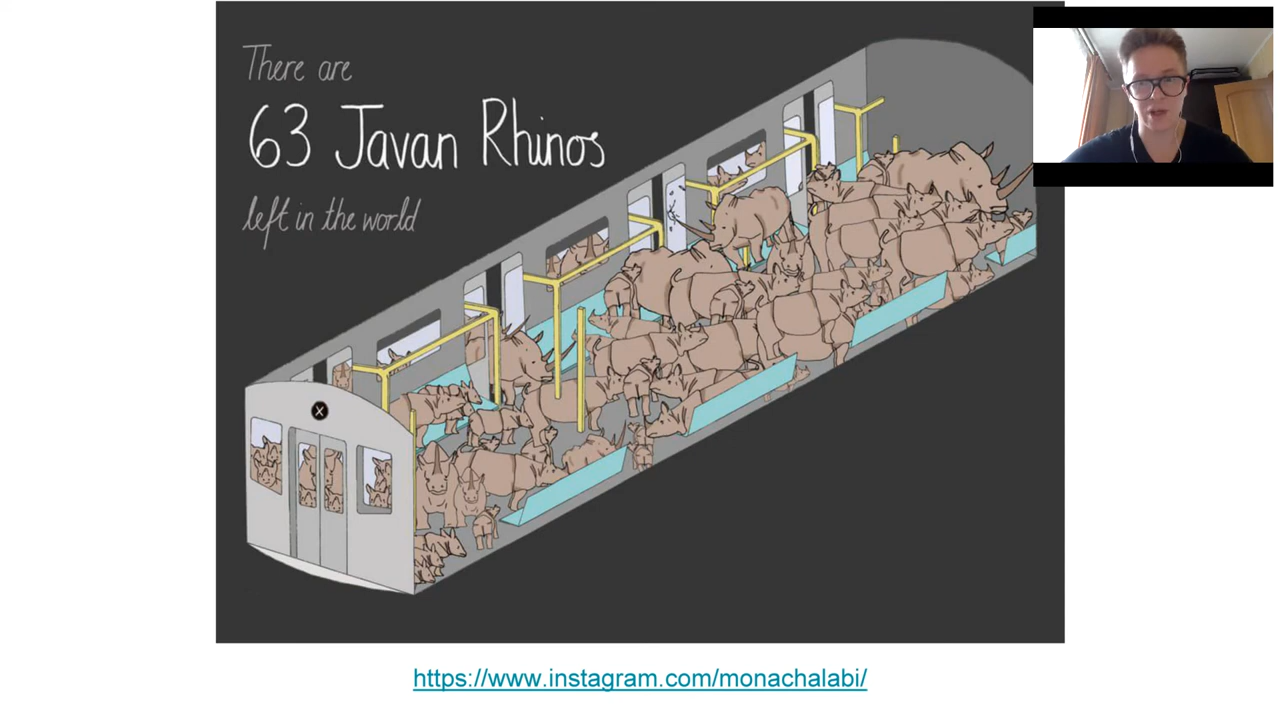 There are
63 Javan Rhinos
left in the world
X
https://www.instagram.com/monachalabi/